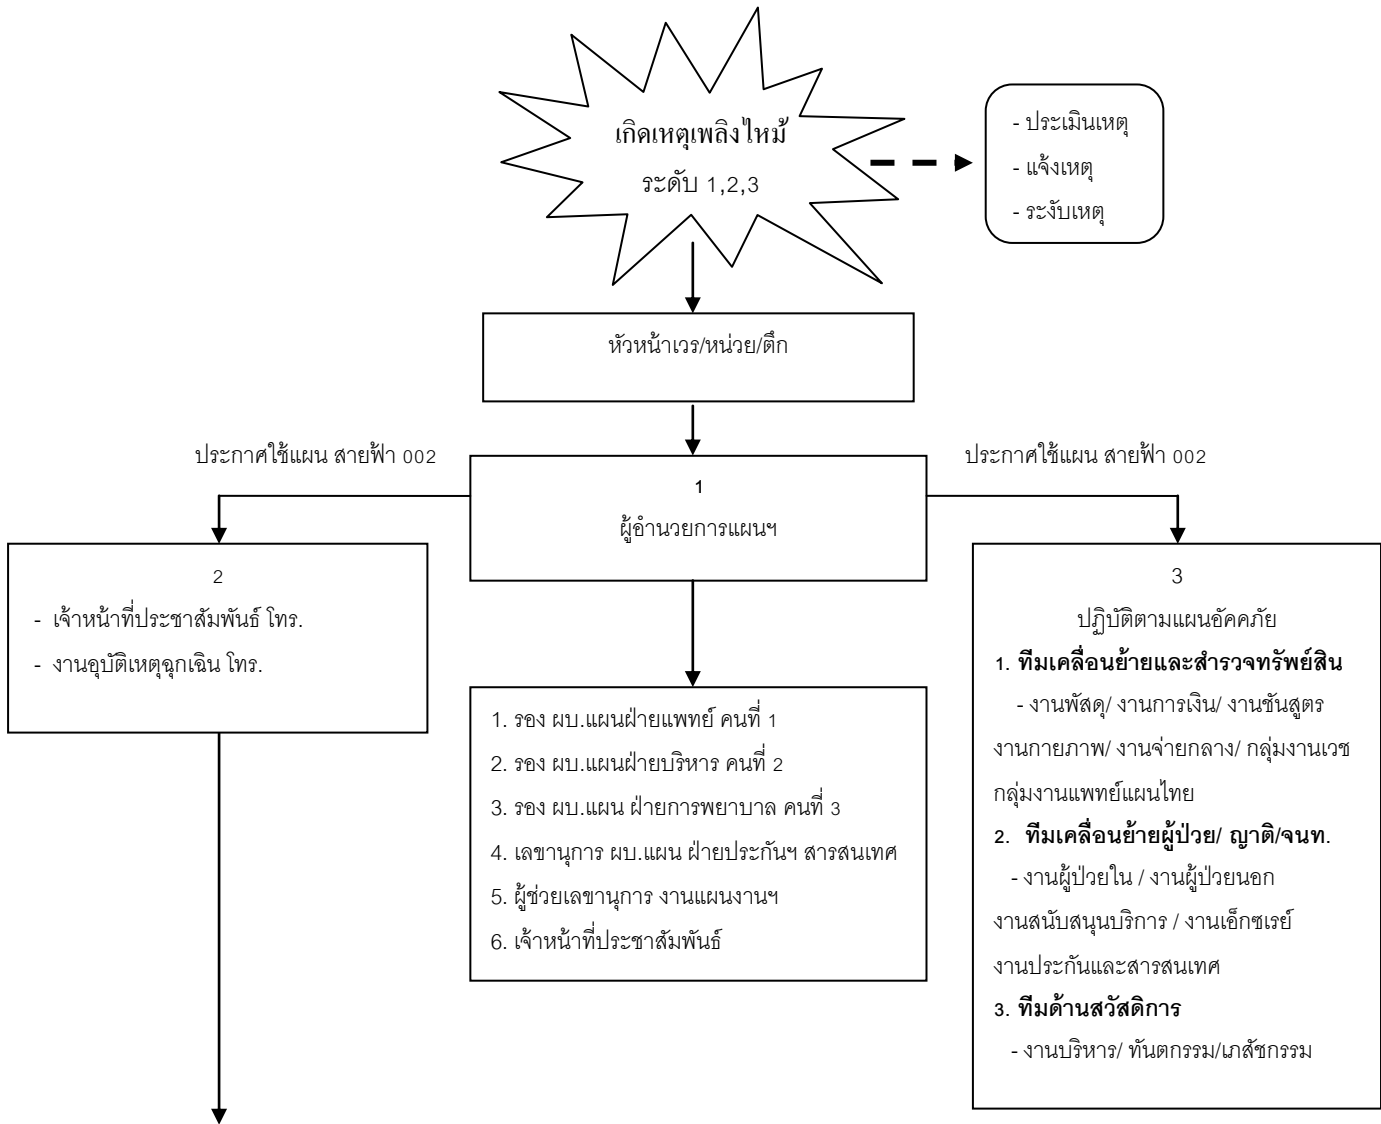 เกิดเหตุเพลิงไหม้
ระดับ 1,2,3
- ประเมินเหตุ
- แจ้งเหตุ
- ระงับเหตุ
หัวหน้าเวร/หน่วย/ตึก
ประกาศใช้แผน สายฟ้า 002
ประกาศใช้แผน สายฟ้า 002
1
ผู้อำนวยการแผนฯ
2
- เจ้าหน้าที่ประชาสัมพันธ์ โทร.
- งานอุบัติเหตุฉุกเฉิน โทร.
1. รอง ผบ.แผนฝ่ายแพทย์ คนที่ 1
2. รอง ผบ.แผนฝ่ายบริหาร คนที่ 2
3. รอง ผบ.แผน ฝ่ายการพยาบาล คนที่ 3
4. เลขานุการ ผบ.แผน ฝ่ายประกันฯ สารสนเทศ
5. ผู้ช่วยเลขานุการ งานแผนงานฯ
6. เจ้าหน้าที่ประชาสัมพันธ์
3
ปฏิบัติตามแผนอัคคภัย
1. ทีมเคลื่อนย้ายและสำรวจทรัพย์สิน
- งานพัสดุ/ งานการเงิน/ งานชันสูตร
งานกายภาพ/ งานจ่ายกลาง/ กลุ่มงานเวช
กลุ่มงานแพทย์แผนไทย
2. ทีมเคลื่อนย้ายผู้ป่วย/ ญาติ/จนท.
- งานผู้ป่วยใน / งานผู้ป่วยนอก
งานสนับสนุนบริการ / งานเอ็กซเรย์
งานประกันและสารสนเทศ
3. ทีมด้านสวัสดิการ
- งานบริหาร/ ทันตกรรม/เภสัชกรรม